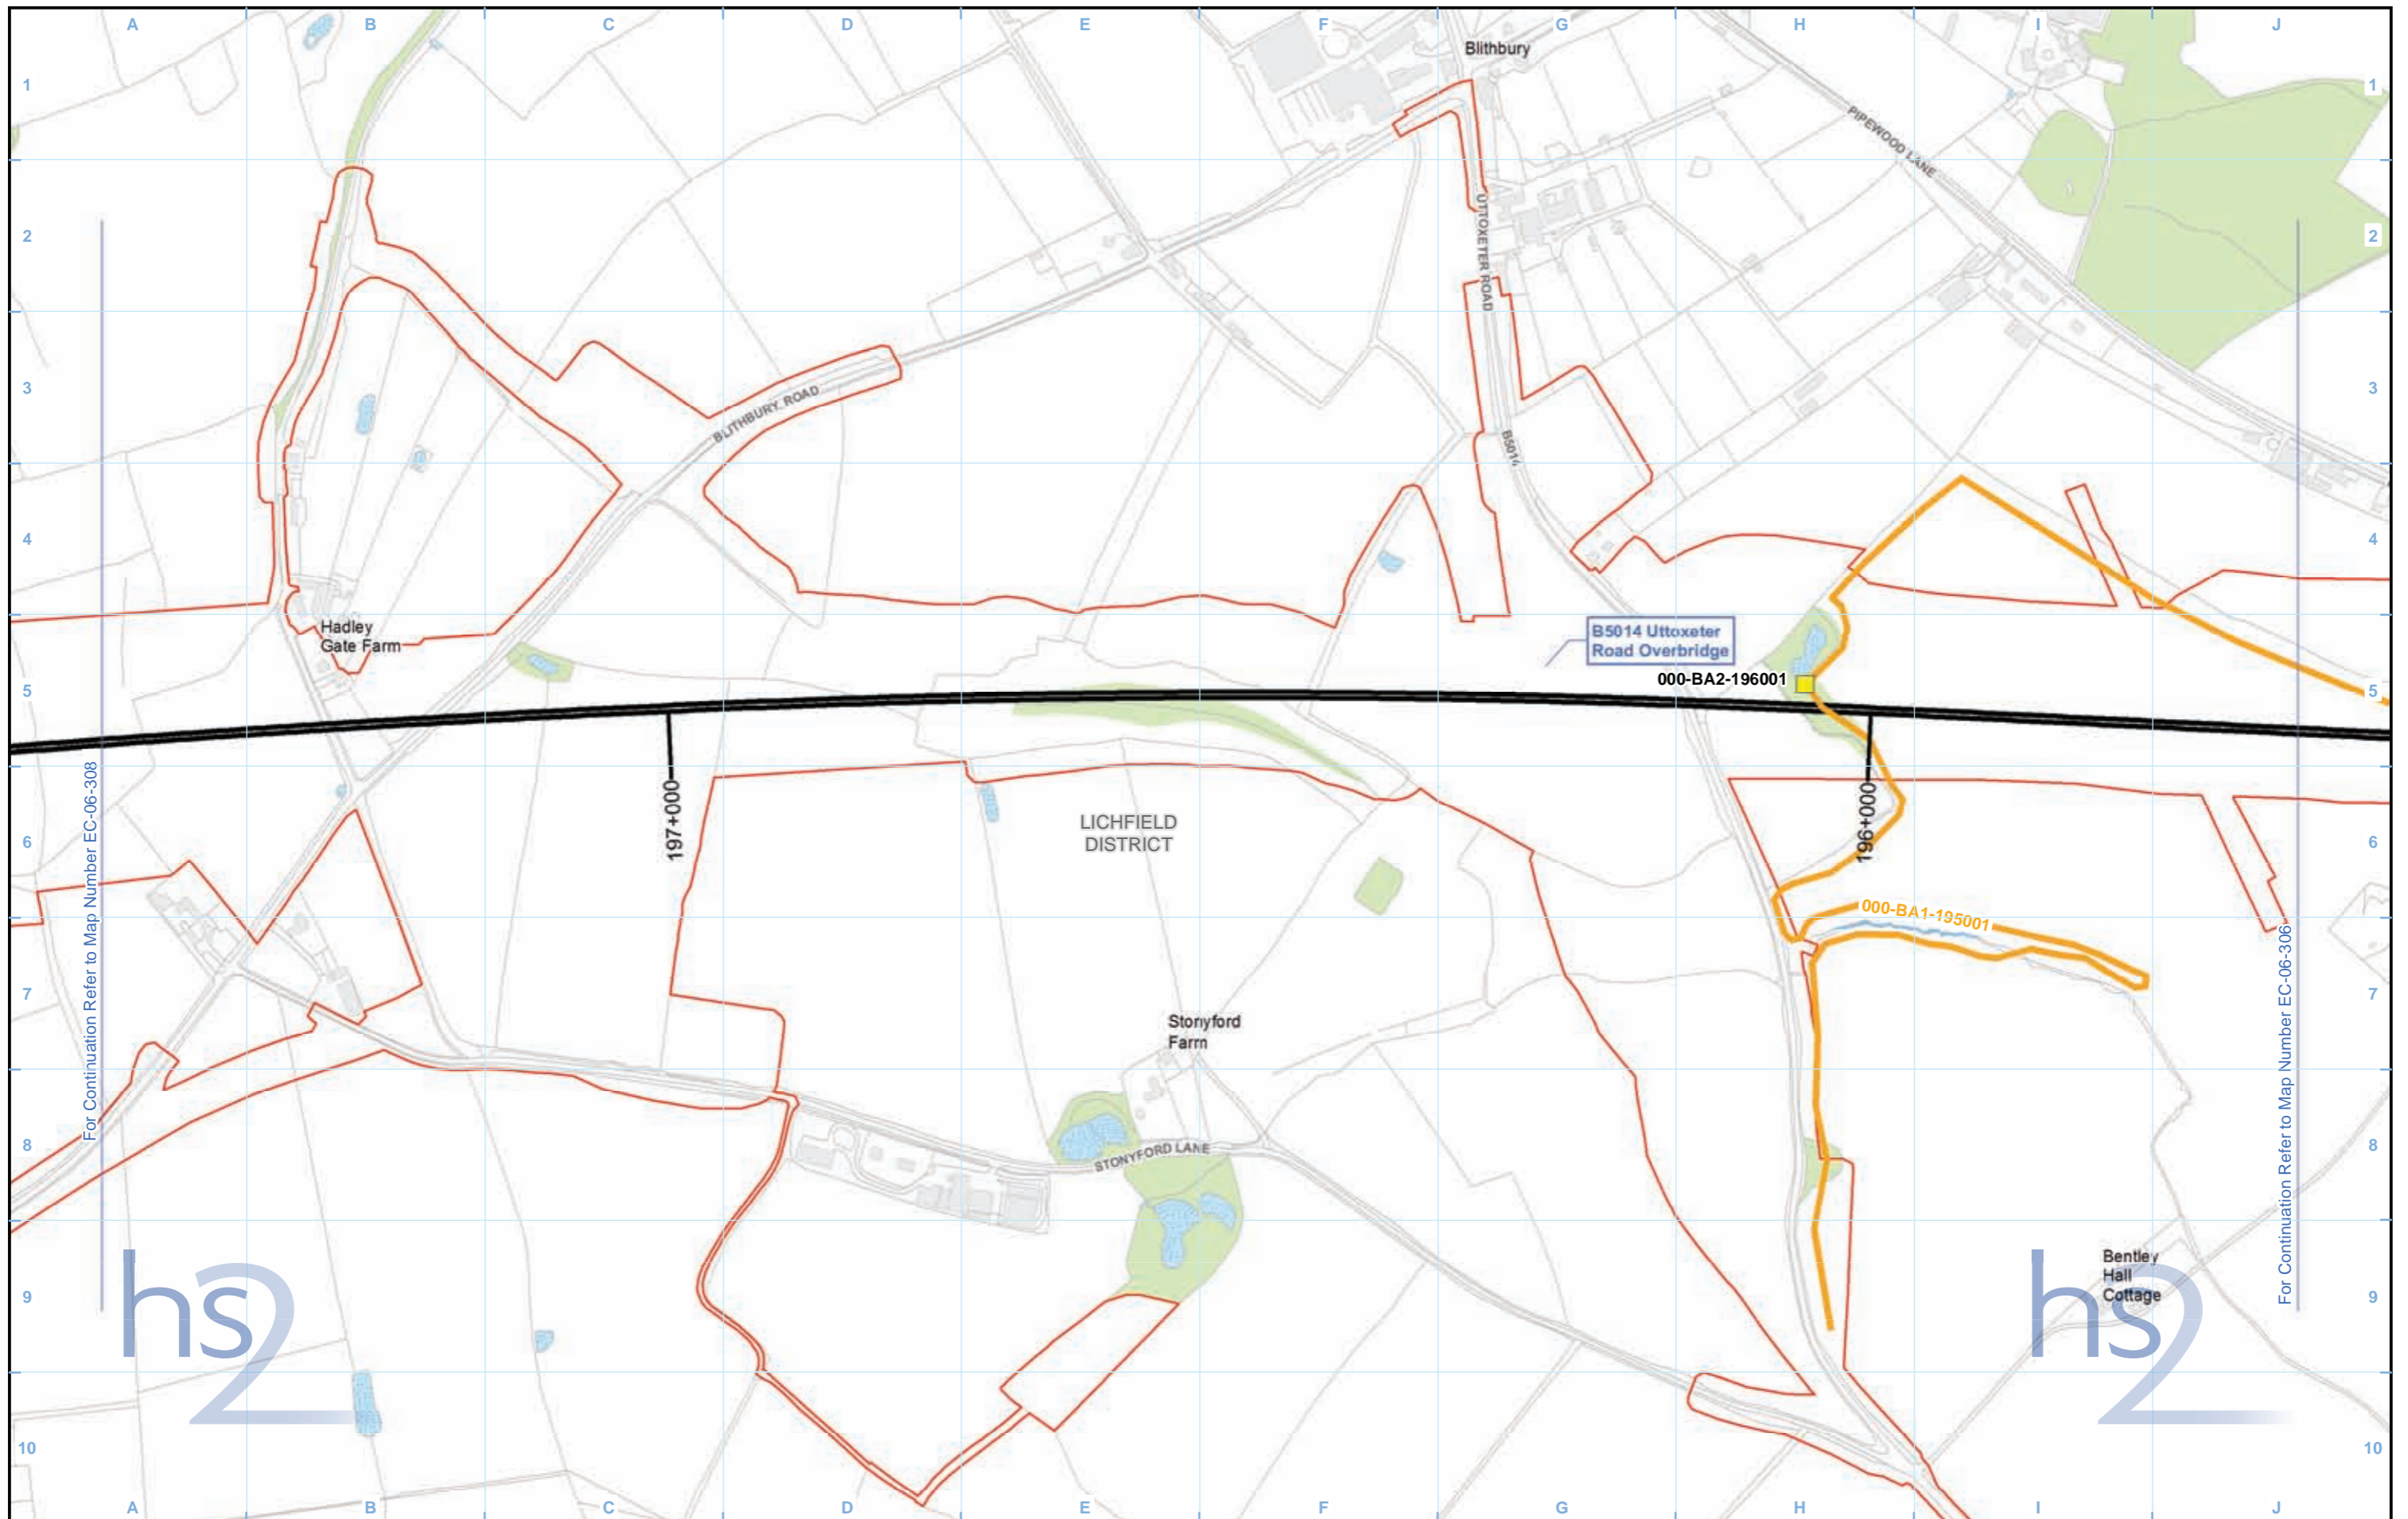 A B C D E F G H I J
1 1
Blithbury
PIPEWOOD LANE
2 2
UTTOXETER ROAD
3 3
BLITHBURY ROAD
B5014
4 4
Hadley
Gate Farm
B5014 Uttoxeter
Road Overbridge
000-BA2-196001
5 5
For Continuation Refer to Map Number EC-06-308
197+000
LICHFIELD
DISTRICT
196+000
6 6
000-BA1-195001
For Continuation Refer to Map Number EC-06-306
7 7
Stonyford
Farm
8 8
STONYFORD LANE
Bentley
Hall
Cottage
9 9
hs2 hs2
10 10
A B C D E F G H I J